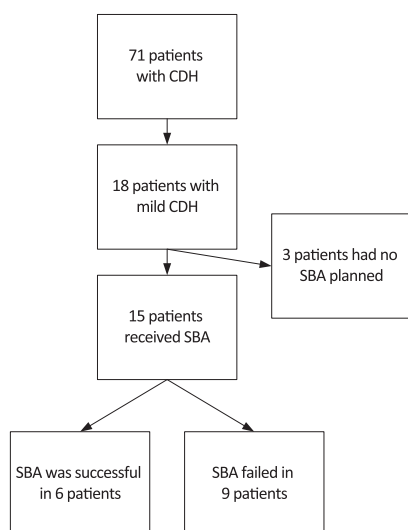 71 patients
with CDH
18 patients with
mild CDH
3 patients had no
SBA planned
15 patients
received SBA
SBA was successful
in 6 patients
SBA failed in
9 patients